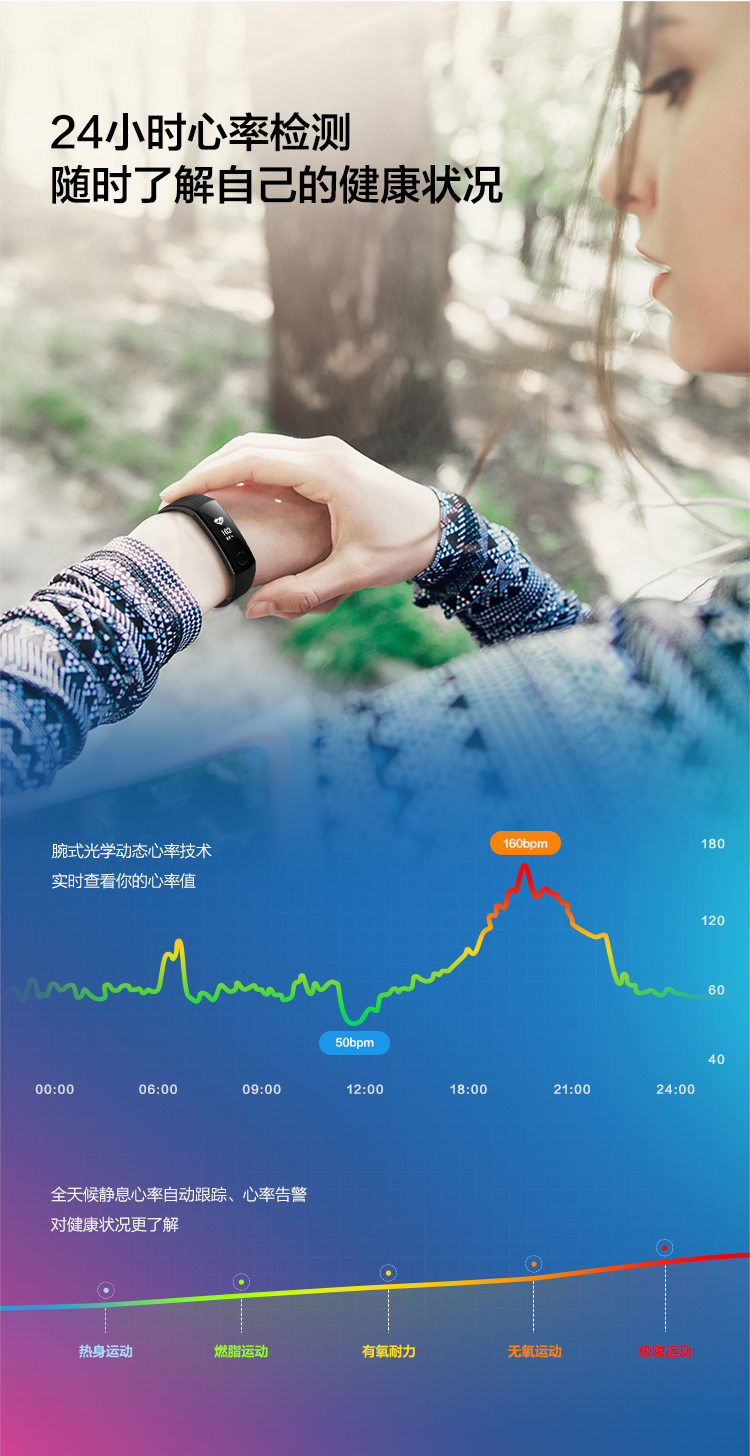 24小时心率检测
随时了解自己的健康状况
腕式光学动态心率技术
实时查看你的心率值
160bpm
180
120
60
50bpm
40
00:00 06:00 09:00 12:00 18:00 21:00 24:00
全天候静息心率自动跟踪、心率告警
对健康状况更了解
热身运动 燃脂运动 有氧耐力 无氧运动 极限运动